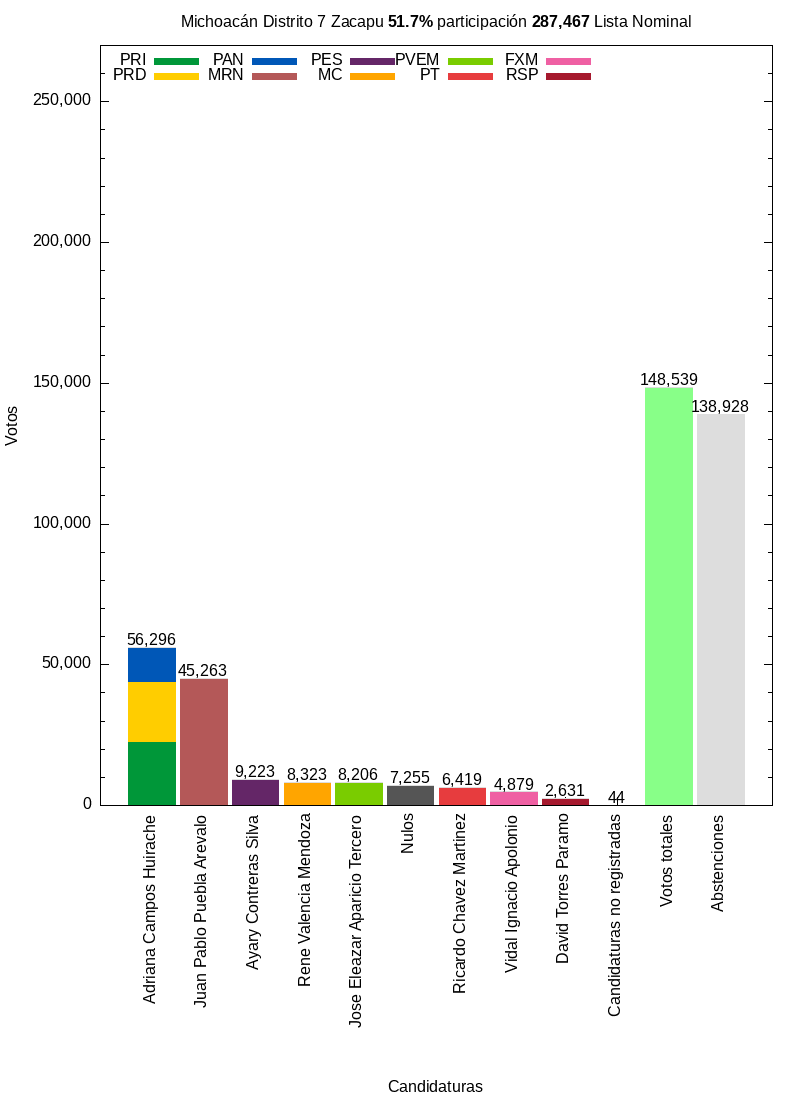 Michoacán Distrito 7 Zacapu 51.7% participación 287,467 Lista Nominal
PRI PAN PES PVEM FXM
PRD MRN MC PT RSP
250,000
200,000
150,000
100,000
50,000
0
Votos
56,296
45,263
9,223
8,323
8,206
7,255
6,419
4,879
2,631
44
148,539
138,928
Adriana Campos Huirache
Juan Pablo Puebla Arevalo
Ayary Contreras Silva
Rene Valencia Mendoza
Jose Eleazar Aparicio Tercero
Nulos
Ricardo Chavez Martinez
Vidal Ignacio Apolonio
David Torres Paramo
Candidaturas no registradas
Votos totales
Abstenciones
Candidaturas